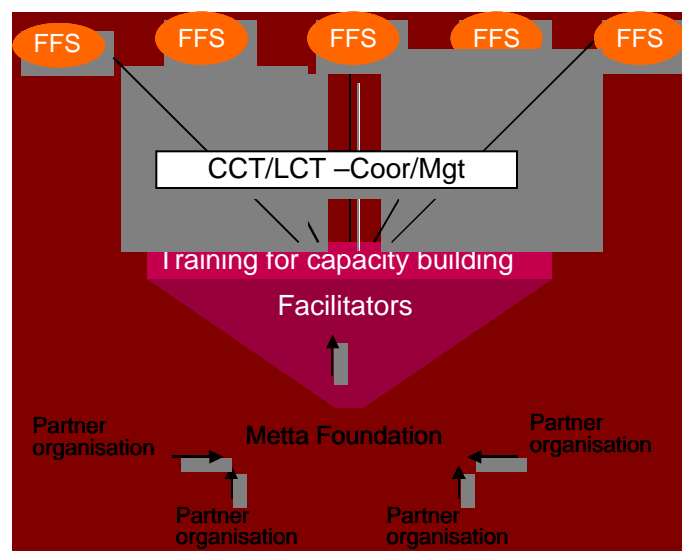 FFS FFS FFS FFS FFS
CCT/LCT –Coor/Mgt
Training for capacity building
Facilitators
Partner
organisation
Metta Foundation
Partner
organisation
Partner
organisation
Partner
organisation